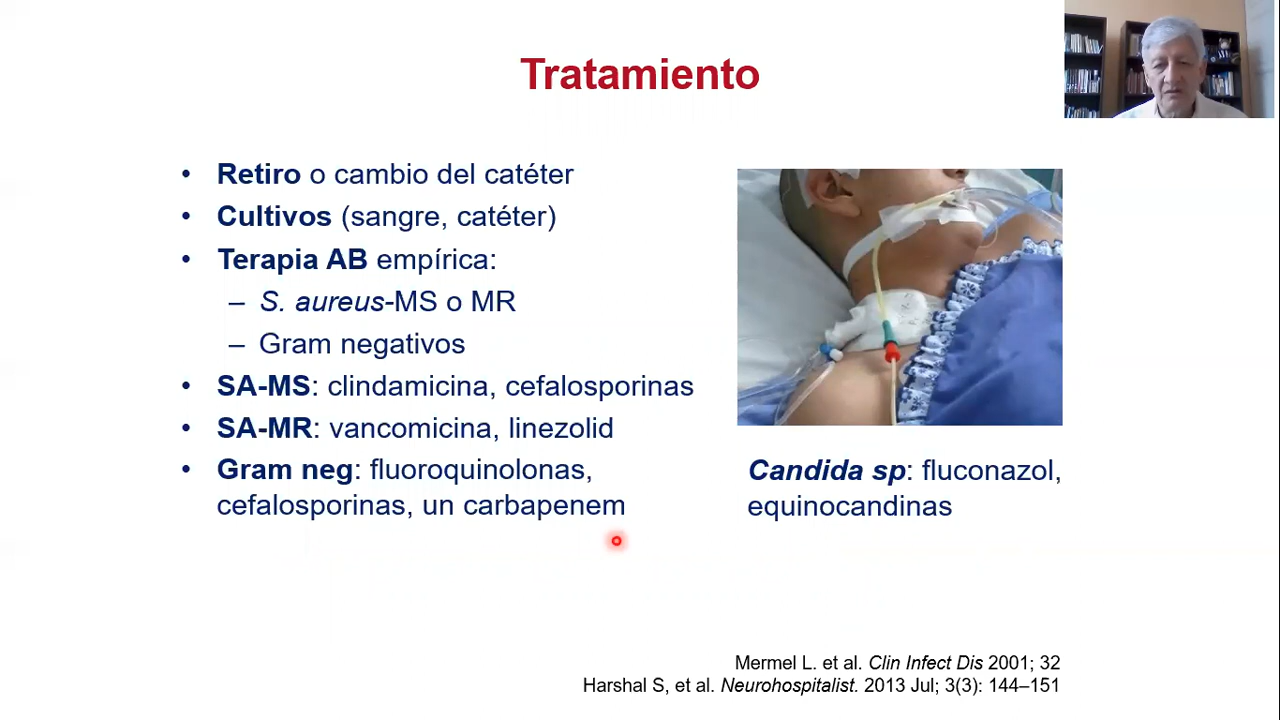 Tratamiento
• Retiro o cambio del catéter
• Cultivos (sangre, catéter)
• Terapia AB empírica:
– S. aureus-MS o MR
– Gram negativos
• SA-MS: clindamicina, cefalosporinas
• SA-MR: vancomicina, linezolid
• Gram neg: fluoroquinolonas,
cefalosporinas, un carbapenem
Candida sp: fluconazol,
equinocandinas
Mermel L. et al. Clin Infect Dis 2001; 32
Harshal S, et al. Neurohospitalist. 2013 Jul; 3(3): 144–151